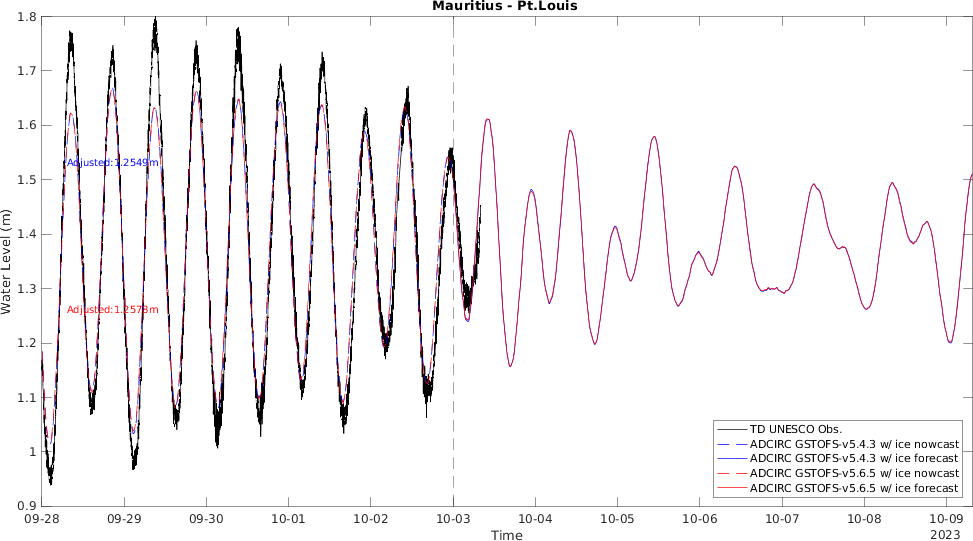 Mauritius - Pt.Louis
1.8
1.7
1.6
1.5
1.4
1.3
1.2
1.1
1
0.9
Water Level (m)
Adjusted:1.2549m
Adjusted:1.2573m
TD UNESCO Obs.
ADCIRC GSTOFS-v5.4.3 w/ ice nowcast
ADCIRC GSTOFS-v5.4.3 w/ ice forecast
ADCIRC GSTOFS-v5.6.5 w/ ice nowcast
ADCIRC GSTOFS-v5.6.5 w/ ice forecast
09-28 09-29 09-30 10-01 10-02 10-03 10-04 10-05 10-06 10-07 10-08 10-09
2023
Time